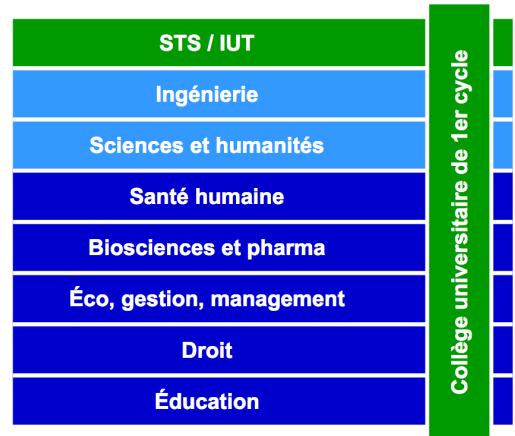 STS / IUT
Ingénierie
Sciences et humanités
Santé humaine
Biosciences et pharma
Éco, gestion, management
Droit
Éducation
Collège universitaire de 1er cycle